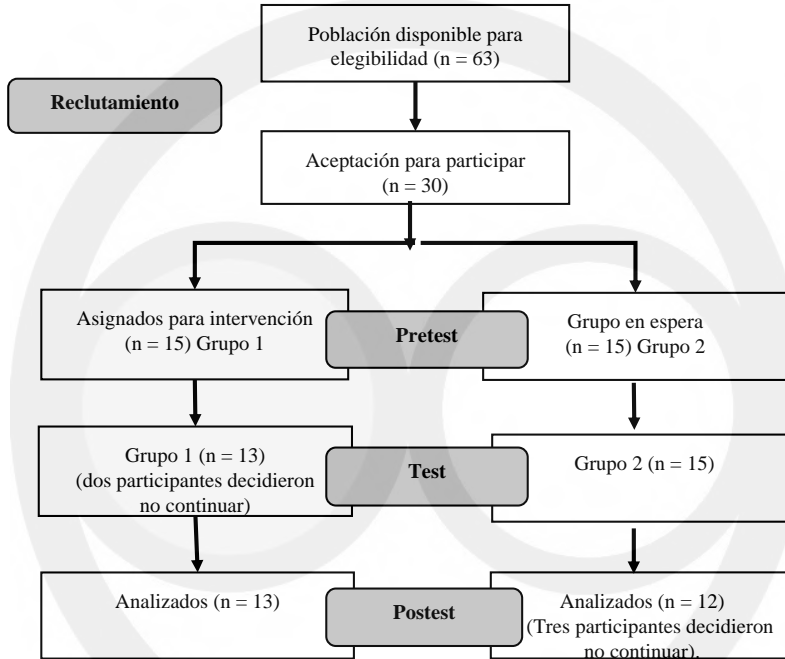 Población disponible para
elegibilidad (n = 63)
Reclutamiento
Aceptación para participar
(n = 30)
Asignados para intervención
(n = 15) Grupo 1
Pretest
Grupo en espera
(n = 15) Grupo 2
Grupo 1 (n = 13)
(dos participantes decidieron
no continuar)
Test
Grupo 2 (n = 15)
Analizados (n = 13)
Postest
Analizados (n = 12)
(Tres participantes decidieron
no continuar).